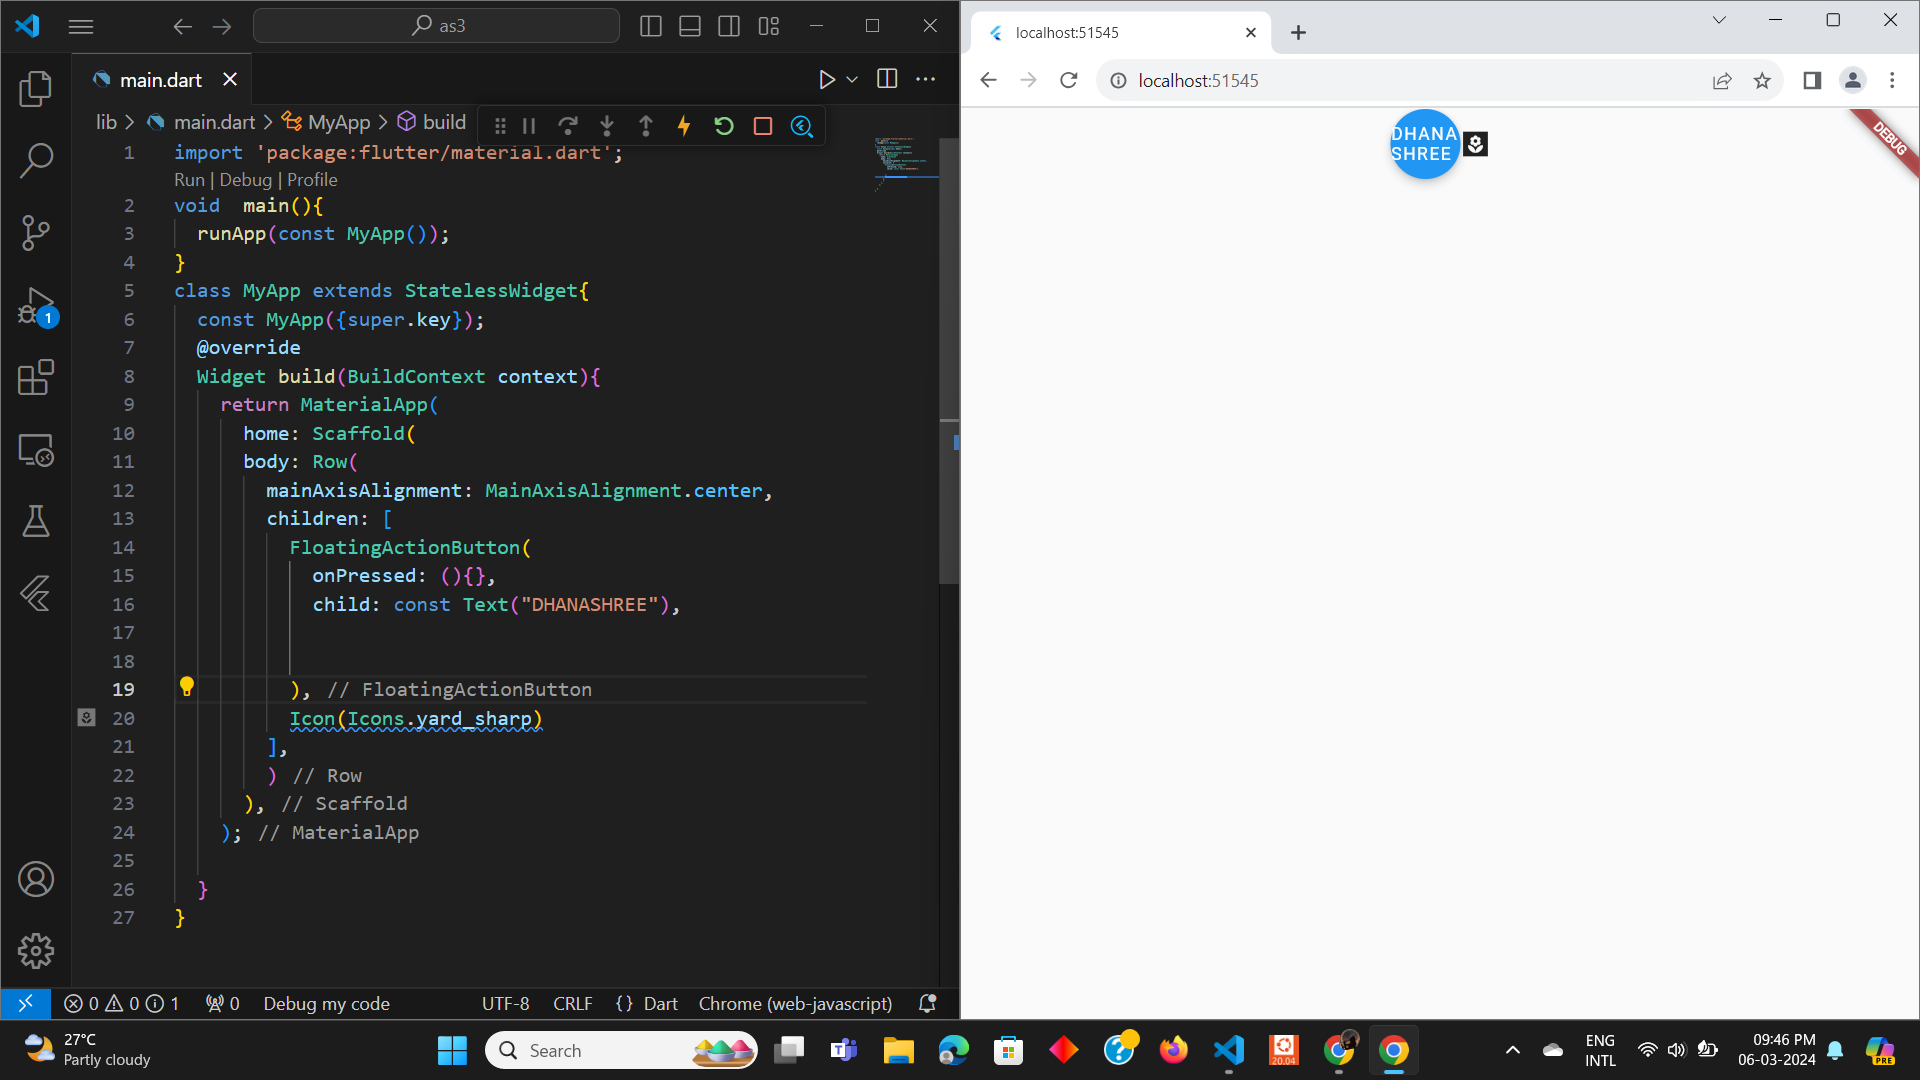 as3
main.dart
lib > main.dart > MyApp > build
1 import 'package:flutter/material.dart';
Run | Debug | Profile
2 void  main(){
3 runApp(const MyApp());
4 }
5 class MyApp extends StatelessWidget{
6 const MyApp({super.key});
7 @override
8 Widget build(BuildContext context){
9 return MaterialApp(
10 home: Scaffold(
11 body: Row(
12 mainAxisAlignment: MainAxisAlignment.center,
13 children: [
14 FloatingActionButton(
15 onPressed: (){},
16 child: const Text("DHANASHREE"),
17
18
19 ), // FloatingActionButton
20 Icon(Icons.yard_sharp)
21 ],
22 ) // Row
23 ), // Scaffold
24 ); // MaterialApp
25
26 }
27 }
1
0 0 1 0 Debug my code UTF-8 CRLF {} Dart Chrome (web-javascript)
localhost:51545
localhost:51545
DHANA
SHREE
DEBUG
27°C
Partly cloudy
Search
20.04
ENG
INTL
09:46 PM
06-03-2024
PRE